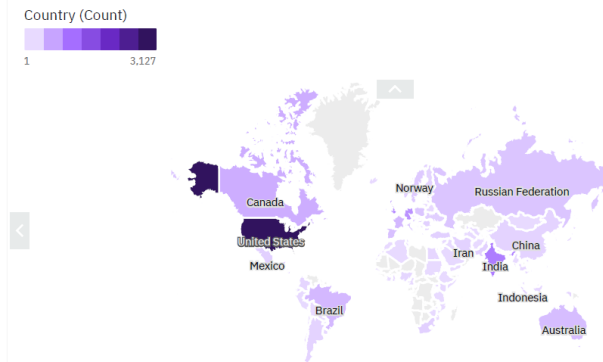 Country (Count)
1 3,127
Norway
Russian Federation
Canada
United States
China
Iran
Mexico
India
Indonesia
Brazil
Australia